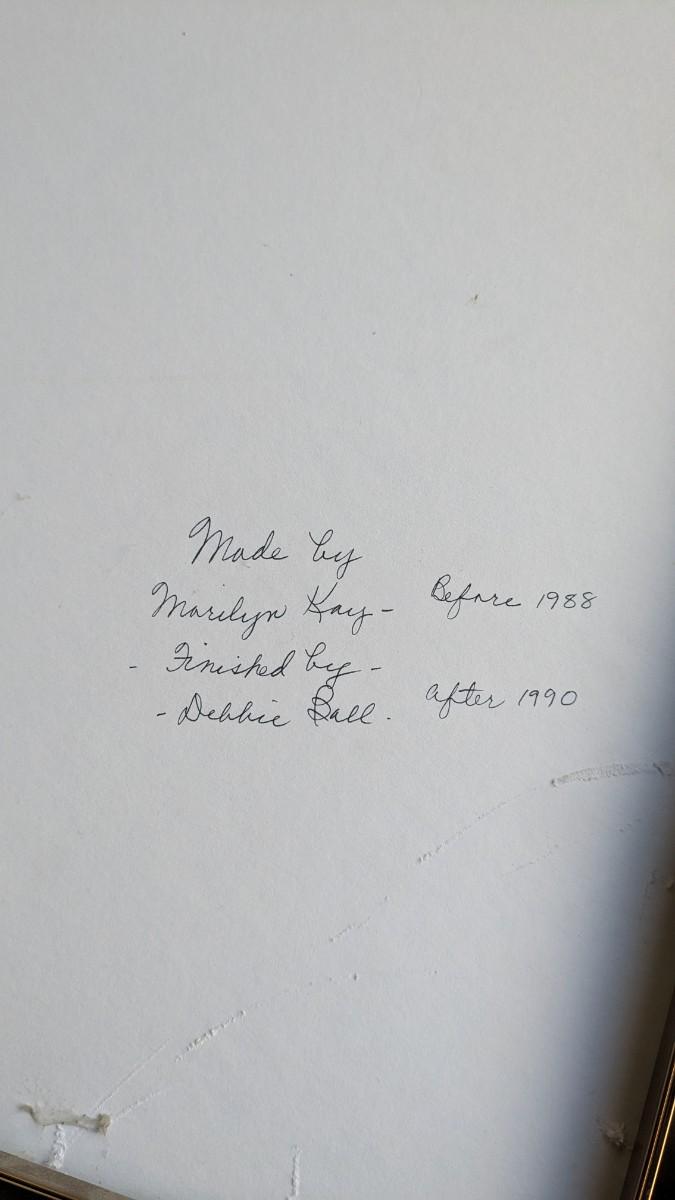 Made by
Marilyn Kay - Before 1988
- Finished by -
- Debbie Ball. after 1990